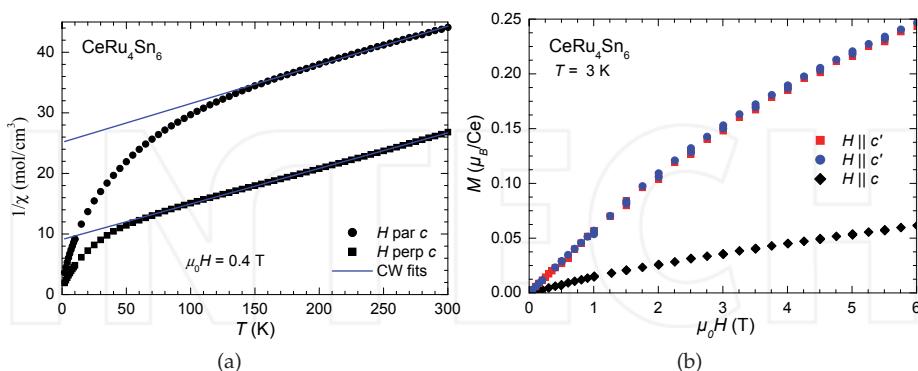 CeRu4Sn6
1/χ (mol/cm3)
40
30
20
10
0
H par c
H perp c
CW fits
μ0H = 0.4 T
0 50 100 150 200 250 300
T (K)
(a)
CeRu4Sn6
T = 3 K
M (μB/Ce)
0.25
0.20
0.15
0.10
0.05
0.00
H || c'
H || c'
H || c
0 1 2 3 4 5 6
μ0H (T)
(b)